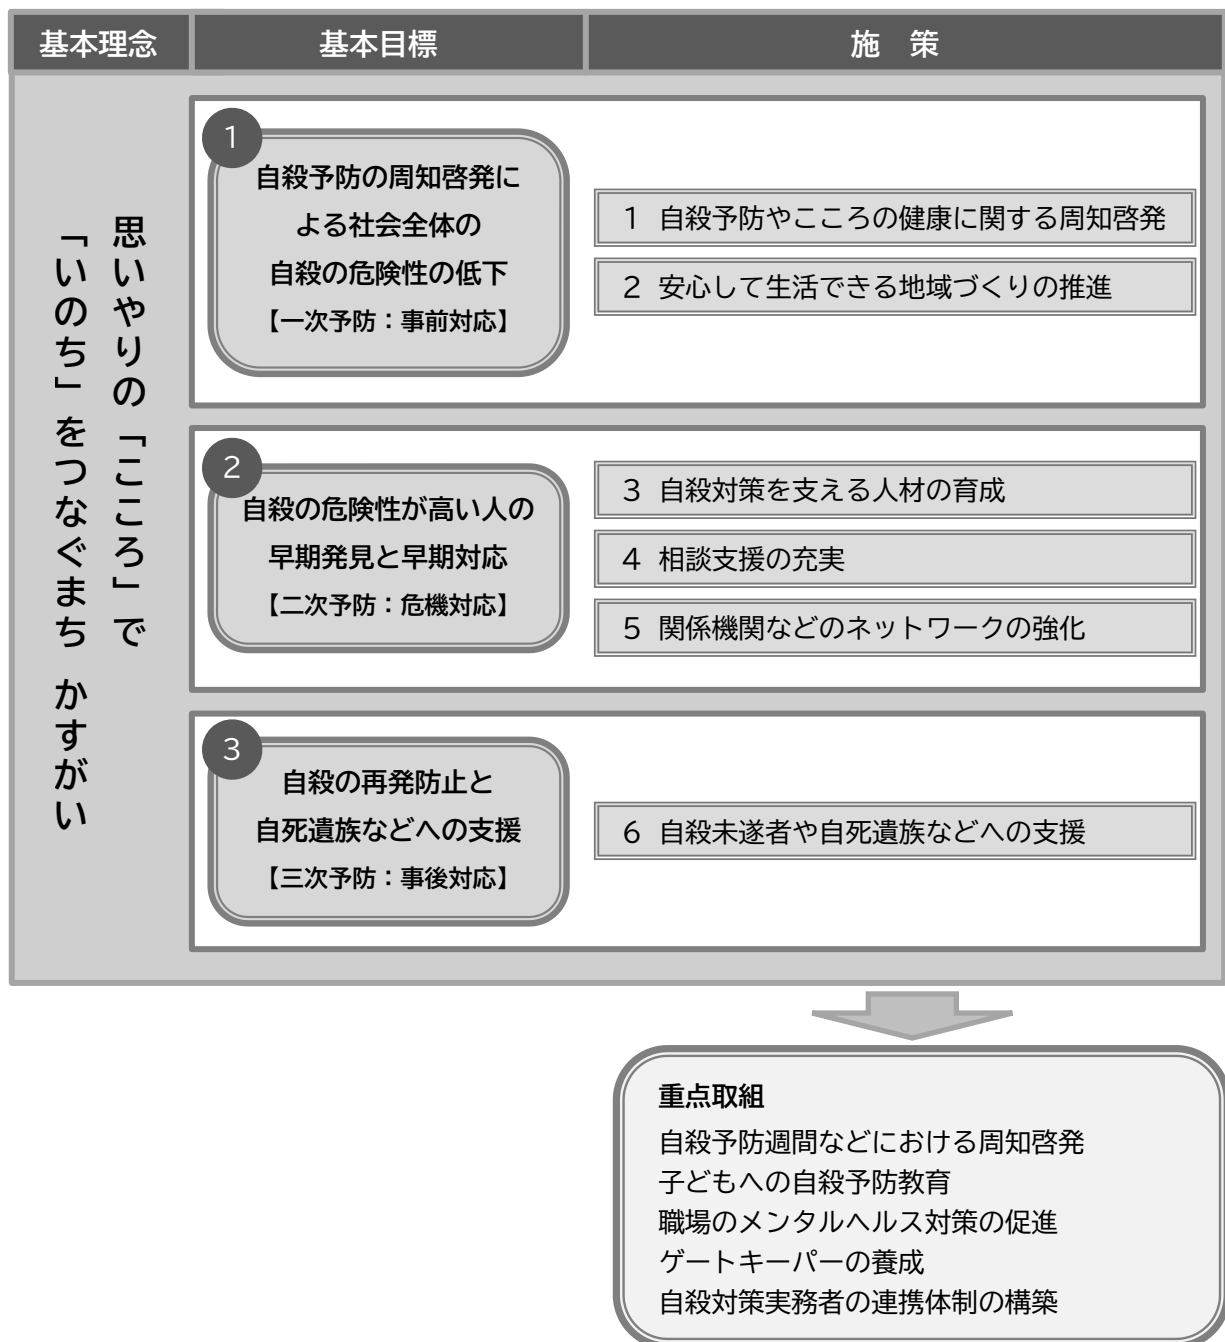 基本理念
基本目標
施 策
思いやりの「こころ」で
「いのち」をつなぐまち かすがい
1
自殺予防の周知啓発に
よる社会全体の
自殺の危険性の低下
【一次予防：事前対応】
1 自殺予防やこころの健康に関する周知啓発
2 安心して生活できる地域づくりの推進
2
自殺の危険性が高い人の
早期発見と早期対応
【二次予防：危機対応】
3 自殺対策を支える人材の育成
4 相談支援の充実
5 関係機関などのネットワークの強化
3
自殺の再発防止と
自死遺族などへの支援
【三次予防：事後対応】
6 自殺未遂者や自死遺族などへの支援
重点取組
自殺予防週間などにおける周知啓発
子どもへの自殺予防教育
職場のメンタルヘルス対策の促進
ゲートキーパーの養成
自殺対策実務者の連携体制の構築